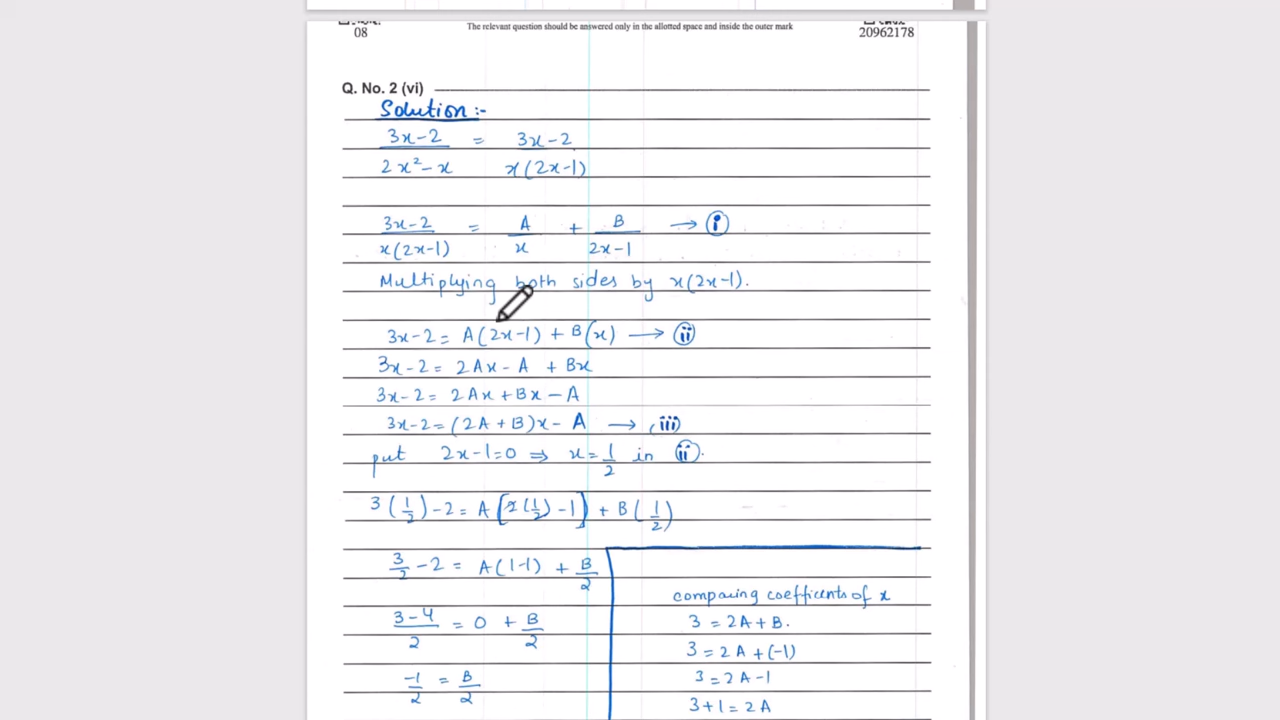 08
The relevant question should be answered only in the allotted space and inside the outer mark
20962178
Q. No. 2 (vi)
Solution :-
3x-2 / 2x² - x = 3x-2 / x(2x-1)
3x-2 / x(2x-1) = A / x + B / 2x-1 → (i)
Multiplying both sides by x(2x-1).
3x-2 = A(2x-1) + B(x) → (ii)
3x-2 = 2Ax - A + Bx
3x-2 = 2Ax + Bx - A
3x-2 = (2A + B)x - A → (iii)
put 2x-1=0 ⇒ x = 1/2 in (ii).
3(1/2) - 2 = A[2(1/2) - 1] + B(1/2)
3/2 - 2 = A(1-1) + B/2
3-4 / 2 = 0 + B/2
-1/2 = B/2
comparing coefficents of x
3 = 2A + B.
3 = 2A + (-1)
3 = 2A - 1
3+1 = 2A